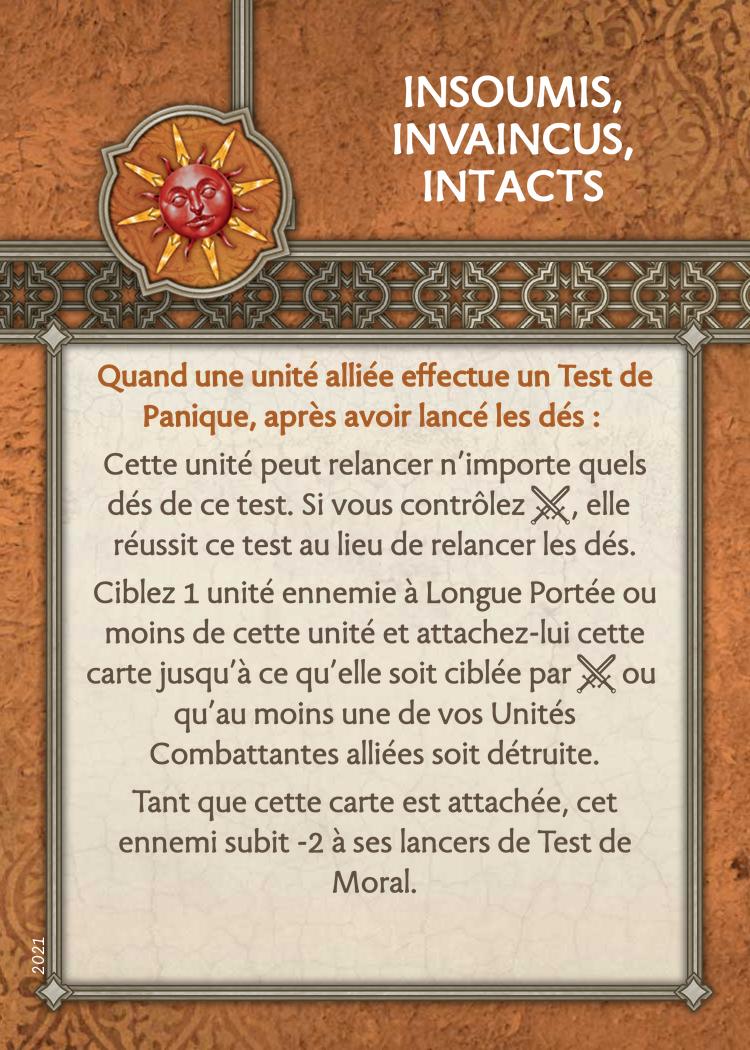 INSOUMIS,
INVAINCUS,
INTACTS
Quand une unité alliée effectue un Test de
Panique, après avoir lancé les dés :
Cette unité peut relancer n’importe quels
dés de ce test. Si vous contrôlez , elle
réussit ce test au lieu de relancer les dés.
Ciblez 1 unité ennemie à Longue Portée ou
moins de cette unité et attachez-lui cette
carte jusqu’à ce qu’elle soit ciblée par ou
qu’au moins une de vos Unités
Combattantes alliées soit détruite.
Tant que cette carte est attachée, cet
ennemi subit -2 à ses lancers de Test de
Moral.
2021